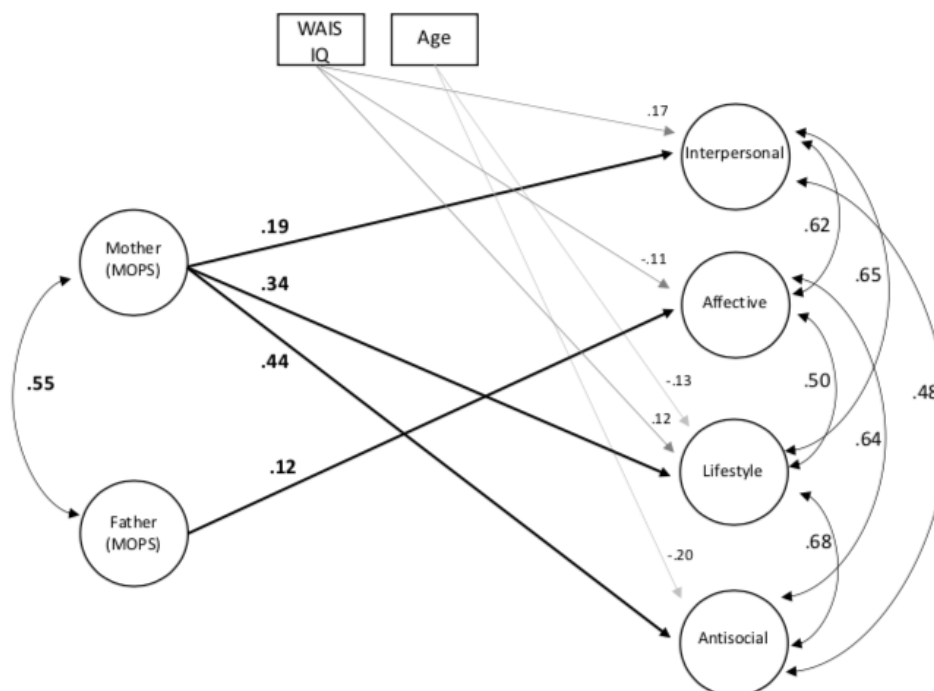 WAIS
IQ
Age
.17
Interpersonal
.19
.62
Mother
(MOPS)
-.11
.65
.34
Affective
.44
-.13
.50
.55
.48
.12
.64
.12
Lifestyle
Father
(MOPS)
-.20
.68
Antisocial